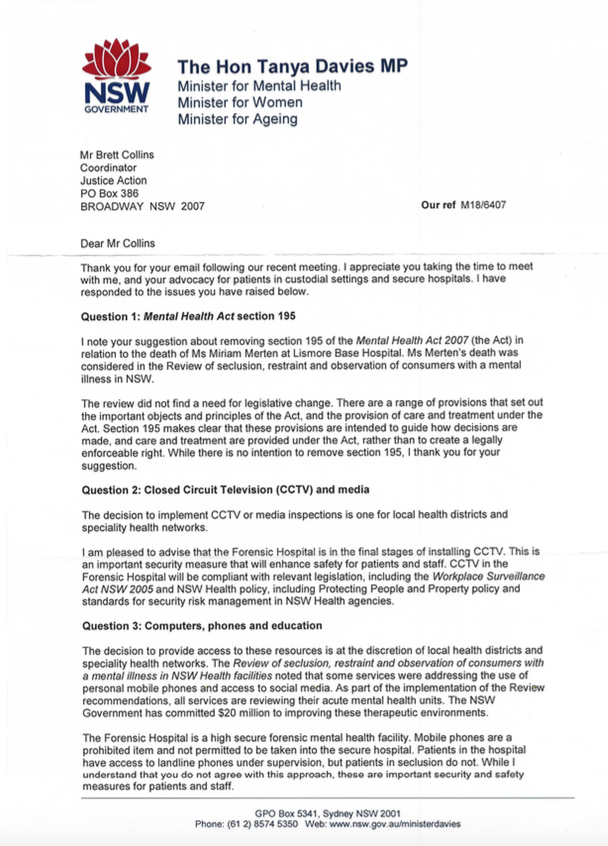 NSW
GOVERNMENT
The Hon Tanya Davies MP
Minister for Mental Health
Minister for Women
Minister for Ageing
Mr Brett Collins
Coordinator
Justice Action
PO Box 386
BROADWAY NSW 2007
Our ref M18/6407
Dear Mr Collins
Thank you for your email following our recent meeting. I appreciate you taking the time to meet
with me, and your advocacy for patients in custodial settings and secure hospitals. I have
responded to the issues you have raised below.
Question 1: Mental Health Act section 195
I note your suggestion about removing section 195 of the Mental Health Act 2007 (the Act) in
relation to the death of Ms Miriam Merten at Lismore Base Hospital. Ms Merten's death was
considered in the Review of seclusion, restraint and observation of consumers with a mental
illness in NSW.
The review did not find a need for legislative change. There are a range of provisions that set out
the important objects and principles of the Act, and the provision of care and treatment under the
Act. Section 195 makes clear that these provisions are intended to guide how decisions are
made, and care and treatment are provided under the Act, rather than to create a legally
enforceable right. While there is no intention to remove section 195, I thank you for your
suggestion.
Question 2: Closed Circuit Television (CCTV) and media
The decision to implement CCTV or media inspections is one for local health districts and
speciality health networks.
I am pleased to advise that the Forensic Hospital is in the final stages of installing CCTV. This is
an important security measure that will enhance safety for patients and staff. CCTV in the
Forensic Hospital will be compliant with relevant legislation, including the Workplace Surveillance
Act NSW 2005 and NSW Health policy, including Protecting People and Property policy and
standards for security risk management in NSW Health agencies.
Question 3: Computers, phones and education
The decision to provide access to these resources is at the discretion of local health districts and
speciality health networks. The Review of seclusion, restraint and observation of consumers with
a mental illness in NSW Health facilities noted that some services were addressing the use of
personal mobile phones and access to social media. As part of the implementation of the Review
recommendations, all services are reviewing their acute mental health units. The NSW
Government has committed $20 million to improving these therapeutic environments.
The Forensic Hospital is a high secure forensic mental health facility. Mobile phones are a
prohibited item and not permitted to be taken into the secure hospital. Patients in the hospital
have access to landline phones under supervision, but patients in seclusion do not. While I
understand that you do not agree with this approach, these are important security and safety
measures for patients and staff.
GPO Box 5341, Sydney NSW 2001
Phone: (61 2) 8574 5350 Web: www.nsw.gov.au/ministerdavies